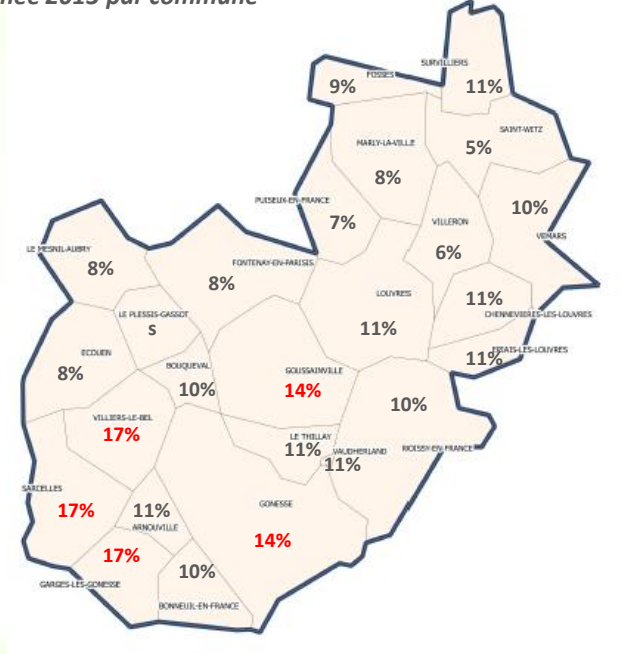 2015 par commune
SURVILLIERS
FOSSES
9%
11%
SAINT-WITZ
MARLY-LA-VILLE
5%
8%
PUISEUX-EN-FRANCE
10%
7%
VILLERON
VEMARS
LE MESNIL-AUBRY
6%
FONTENAY-EN-PARISIS
8%
8%
LOUVRES
11%
CHENNEVIERES-LES-LOUVRES
LE PLESSIS-GASSOT
S
11%
ECOUEN
EPIAIS-LES-LOUVRES
11%
BOUQUEVAL
GOUSSAINVILLE
8%
10%
14%
10%
VILLIERS-LE-BEL
17%
LE THILLAY
11%
VAUDHERLAND
ROISSY-EN-FRANCE
11%
SARCELLES
17%
11%
GONESSE
ARNOUVILLE
14%
17%
10%
GARGES-LES-GONESSE
BONNEUIL-EN-FRANCE